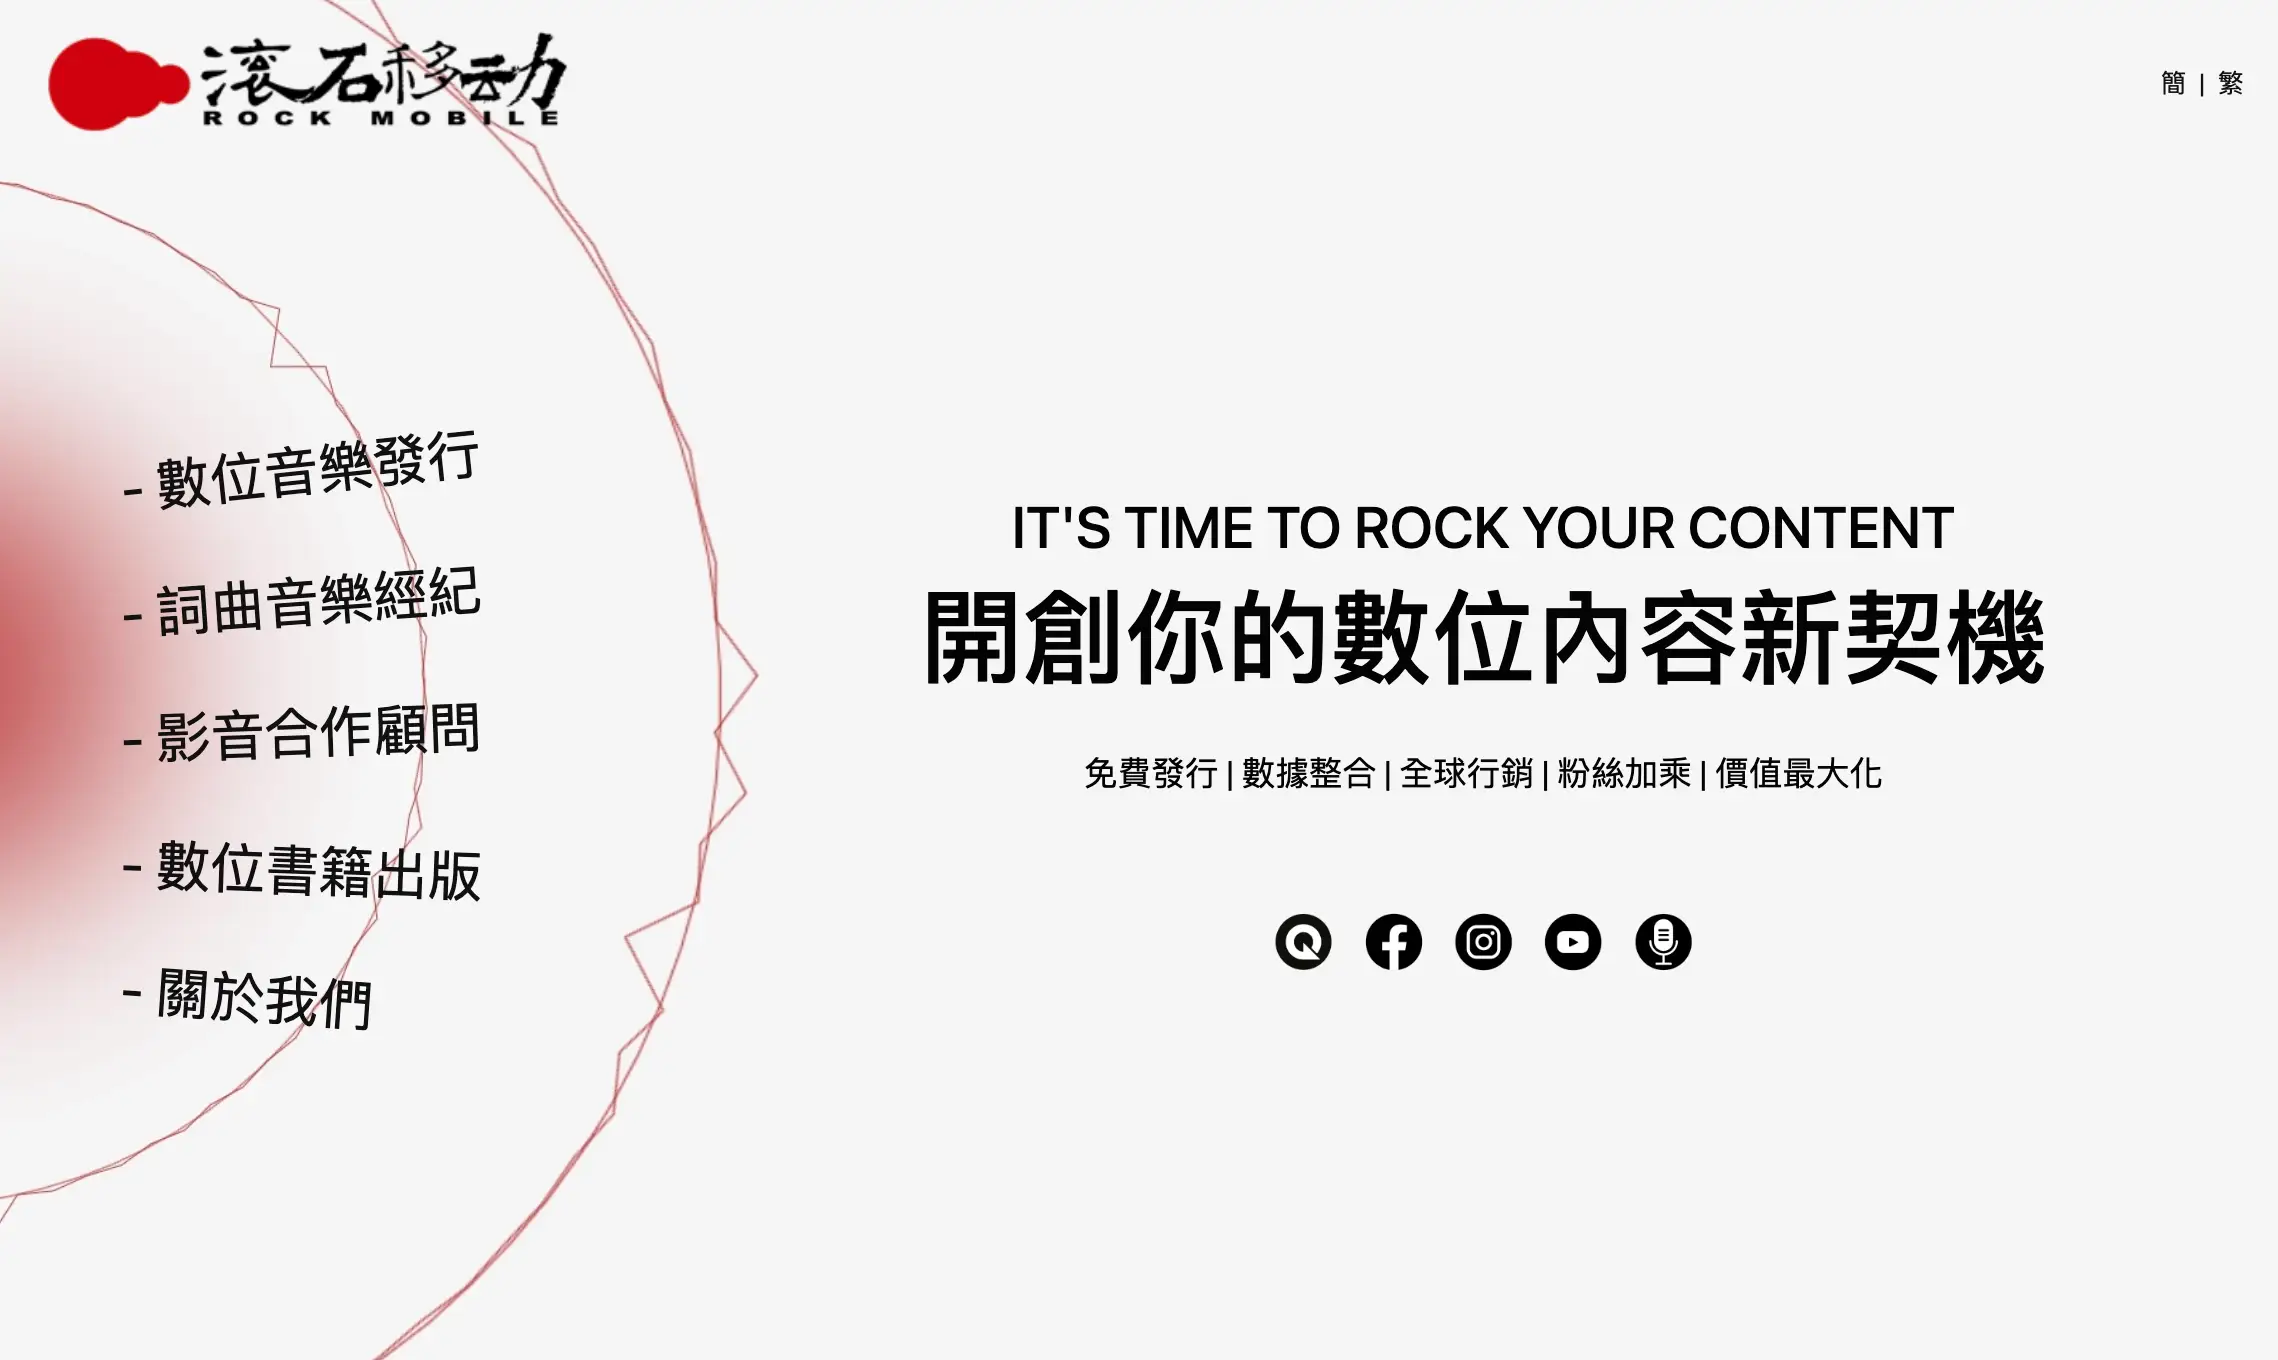 滚石移动
ROCK MOBILE
簡 | 繁
- 數位音樂發行
- 詞曲音樂經紀
- 影音合作顧問
- 數位書籍出版
- 關於我們
IT'S TIME TO ROCK YOUR CONTENT
開創你的數位內容新契機
免費發行 | 數據整合 | 全球行銷 | 粉絲加乘 | 價值最大化